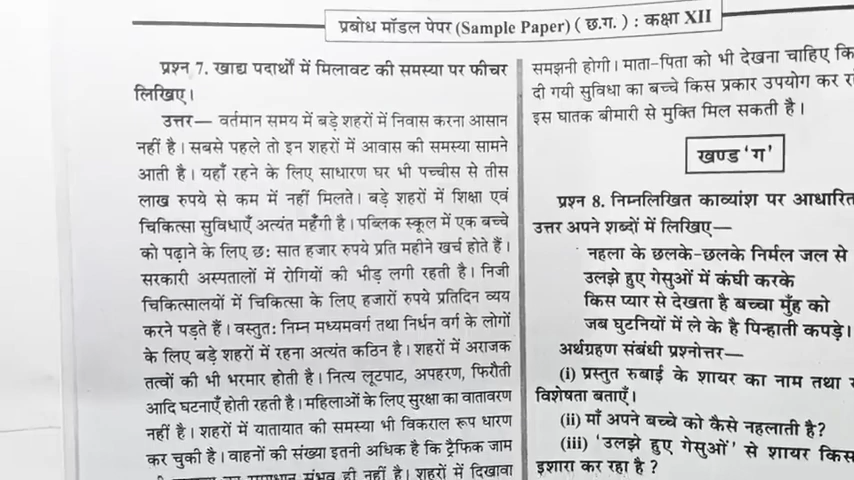 प्रबोध मॉडल पेपर (Sample Paper) ( छ.ग. ) : कक्षा XII
प्रश्न 7. खाद्य पदार्थों में मिलावट की समस्या पर फीचर
लिखिए।
उत्तर— वर्तमान समय में बड़े शहरों में निवास करना आसान
नहीं है। सबसे पहले तो इन शहरों में आवास की समस्या सामने
आती है। यहाँ रहने के लिए साधारण घर भी पच्चीस से तीस
लाख रुपये से कम में नहीं मिलते। बड़े शहरों में शिक्षा एवं
चिकित्सा सुविधाएँ अत्यंत महँगी है। पब्लिक स्कूल में एक बच्चे
को पढ़ाने के लिए छः सात हजार रुपये प्रति महीने खर्च होते हैं।
सरकारी अस्पतालों में रोगियों की भीड़ लगी रहती है। निजी
चिकित्सालयों में चिकित्सा के लिए हजारों रुपये प्रतिदिन व्यय
करने पड़ते हैं। वस्तुतः निम्न मध्यमवर्ग तथा निर्धन वर्ग के लोगों
के लिए बड़े शहरों में रहना अत्यंत कठिन है। शहरों में अराजक
तत्वों की भी भरमार होती है। नित्य लूटपाट, अपहरण, फिरौती
आदि घटनाएँ होती रहती है। महिलाओं के लिए सुरक्षा का वातावरण
नहीं है। शहरों में यातायात की समस्या भी विकराल रूप धारण
कर चुकी है। वाहनों की संख्या इतनी अधिक है कि ट्रैफिक जाम
संभव ही नहीं है। शहरों में दिखावा
समझनी होगी। माता-पिता को भी देखना चाहिए कि
दी गयी सुविधा का बच्चे किस प्रकार उपयोग कर
इस घातक बीमारी से मुक्ति मिल सकती है।
खण्ड 'ग'
प्रश्न 8. निम्नलिखित काव्यांश पर आधारित
उत्तर अपने शब्दों में लिखिए—
नहला के छलके-छलके निर्मल जल से
उलझे हुए गेसुओं में कंघी करके
किस प्यार से देखता है बच्चा मुँह को
जब घुटनियों में ले के है पिन्हाती कपड़े।
अर्थग्रहण संबंधी प्रश्नोत्तर—
(i) प्रस्तुत रुबाई के शायर का नाम तथा
विशेषता बताएँ।
(ii) माँ अपने बच्चे को कैसे नहलाती है?
(iii) 'उलझे हुए गेसुओं' से शायर किस
इशारा कर रहा है?